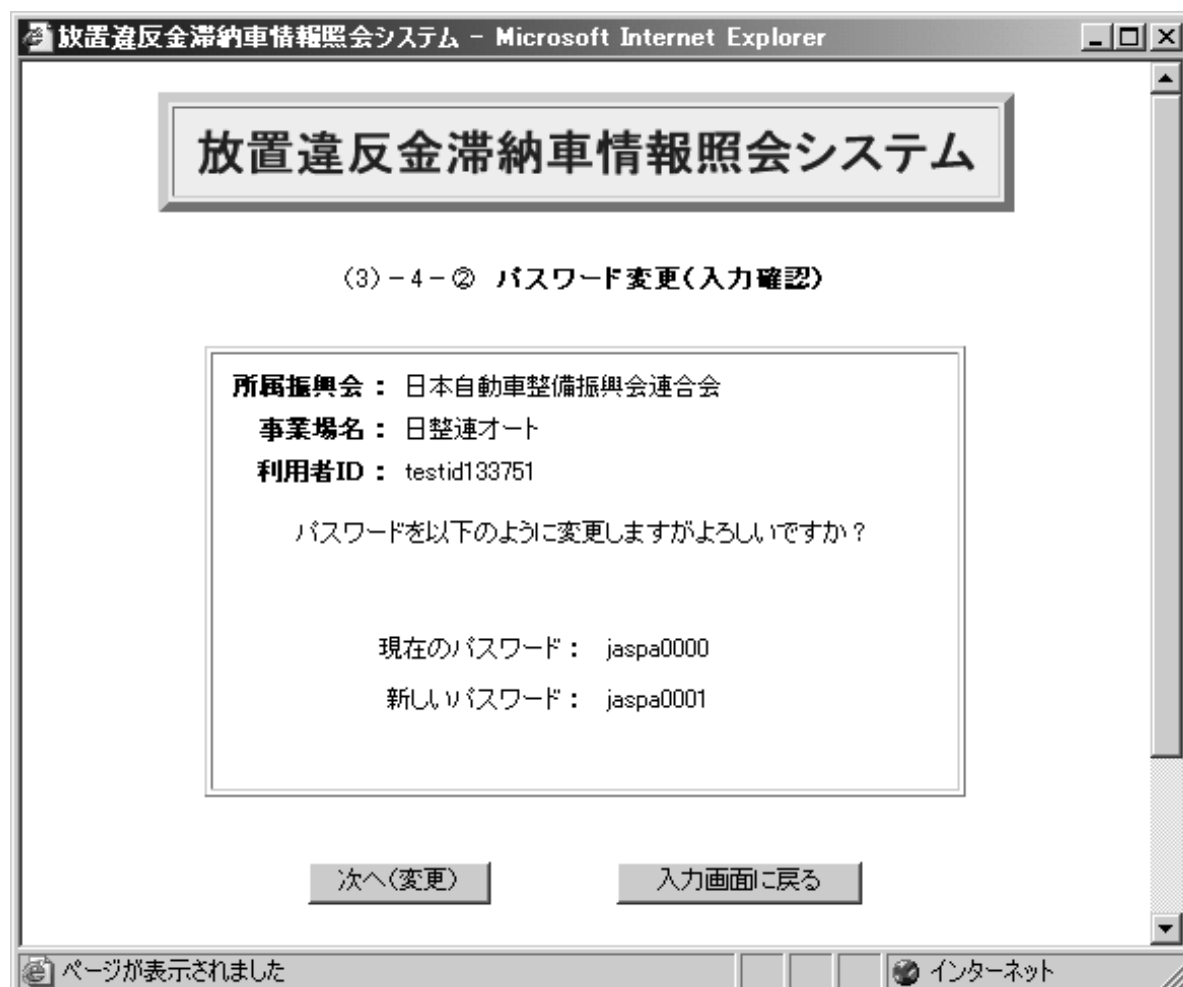 放置違反金滞納車情報照会システム - Microsoft Internet Explorer
放置違反金滞納車情報照会システム
(3)-4-② パスワード変更(入力確認)
所属振興会： 日本自動車整備振興会連合会
事業場名： 日整連オート
利用者ID： testid133751
パスワードを以下のように変更しますがよろしいですか？
現在のパスワード： jaspa0000
新しいパスワード： jaspa0001
次へ(変更) 入力画面に戻る
ページが表示されました インターネット